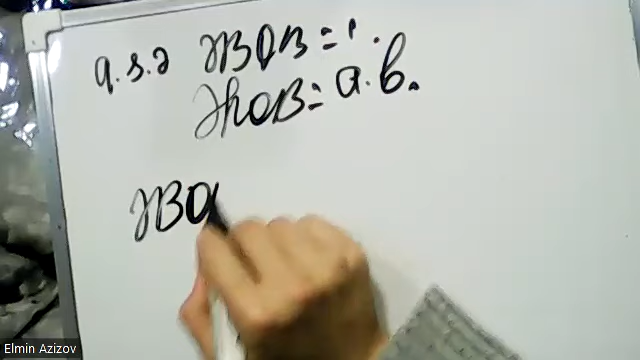 q.s.ə ƏBOB = 1.
ƏKOB = a.b.
ƏBO
Elmin Azizov